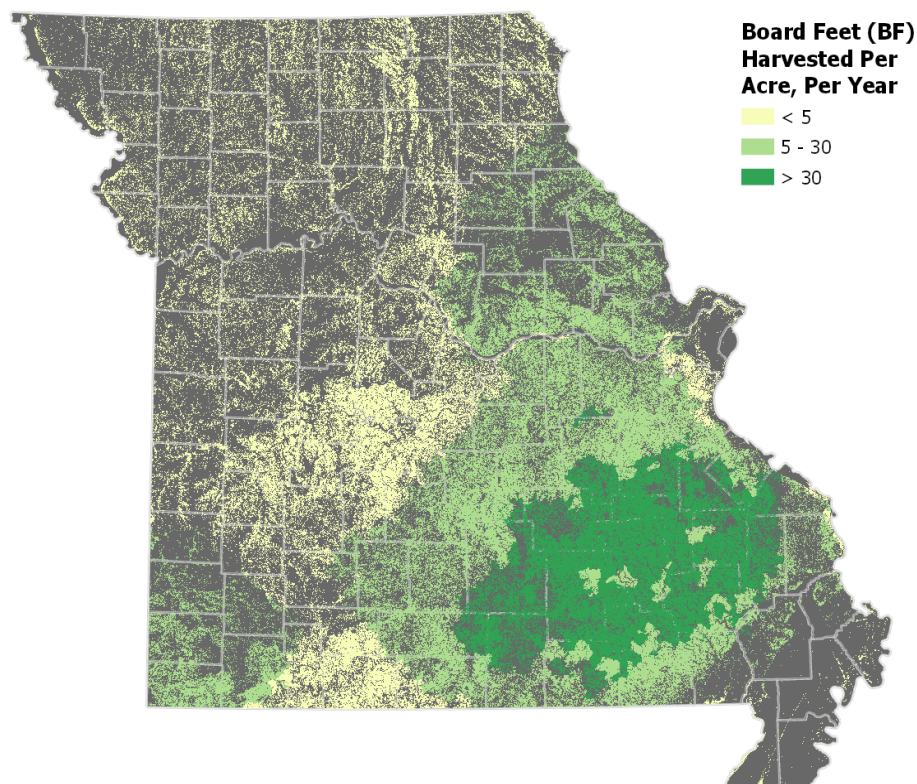 Board Feet (BF)
Harvested Per
Acre, Per Year
< 5
5 - 30
> 30